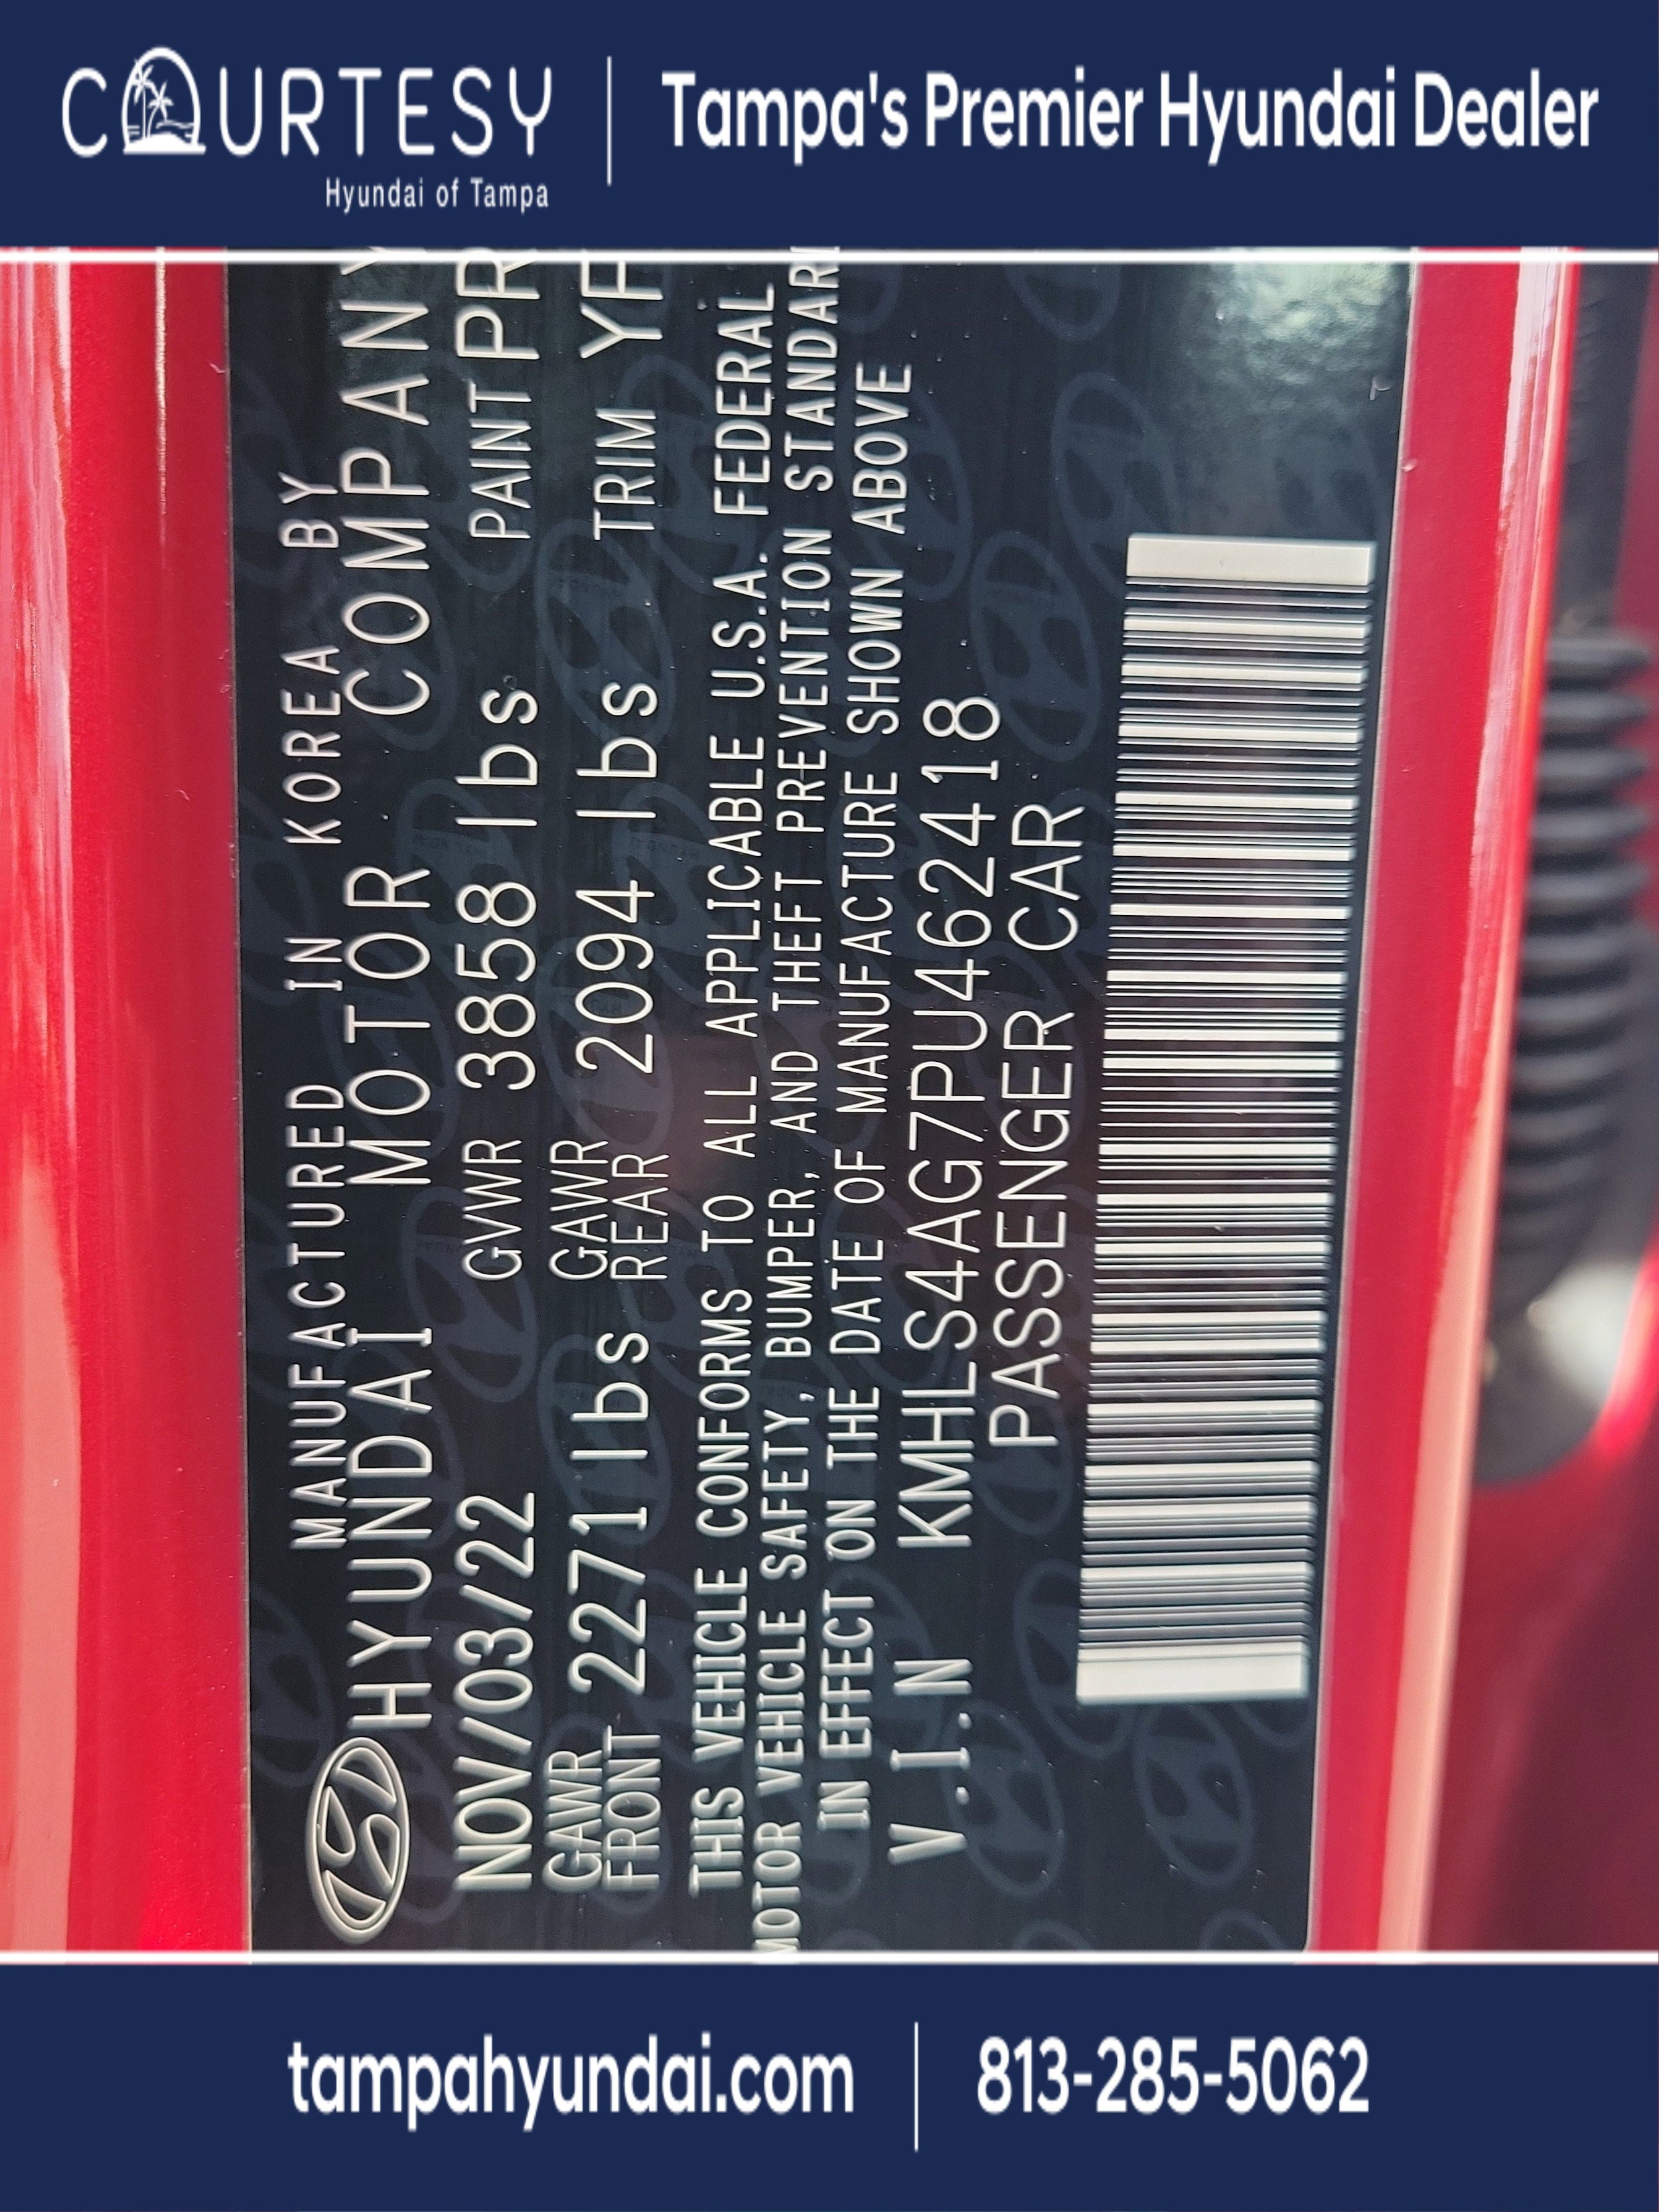 COURTESY
Hyundai of Tampa
Tampa's Premier Hyundai Dealer
MANUFACTURED IN KOREA BY
HYUNDAI MOTOR COMPANY
NOV/03/22 GVWR 3858 lbs PAINT PR
GAWR FRONT 2271 lbs GAWR REAR 2094 lbs TRIM YF
THIS VEHICLE CONFORMS TO ALL APPLICABLE U.S.A. FEDERAL
MOTOR VEHICLE SAFETY, BUMPER, AND THEFT PREVENTION STANDAR
IN EFFECT ON THE DATE OF MANUFACTURE SHOWN ABOVE
V.I.N KMHLS4AG7PU462418
PASSENGER CAR
tampahyundai.com
813-285-5062